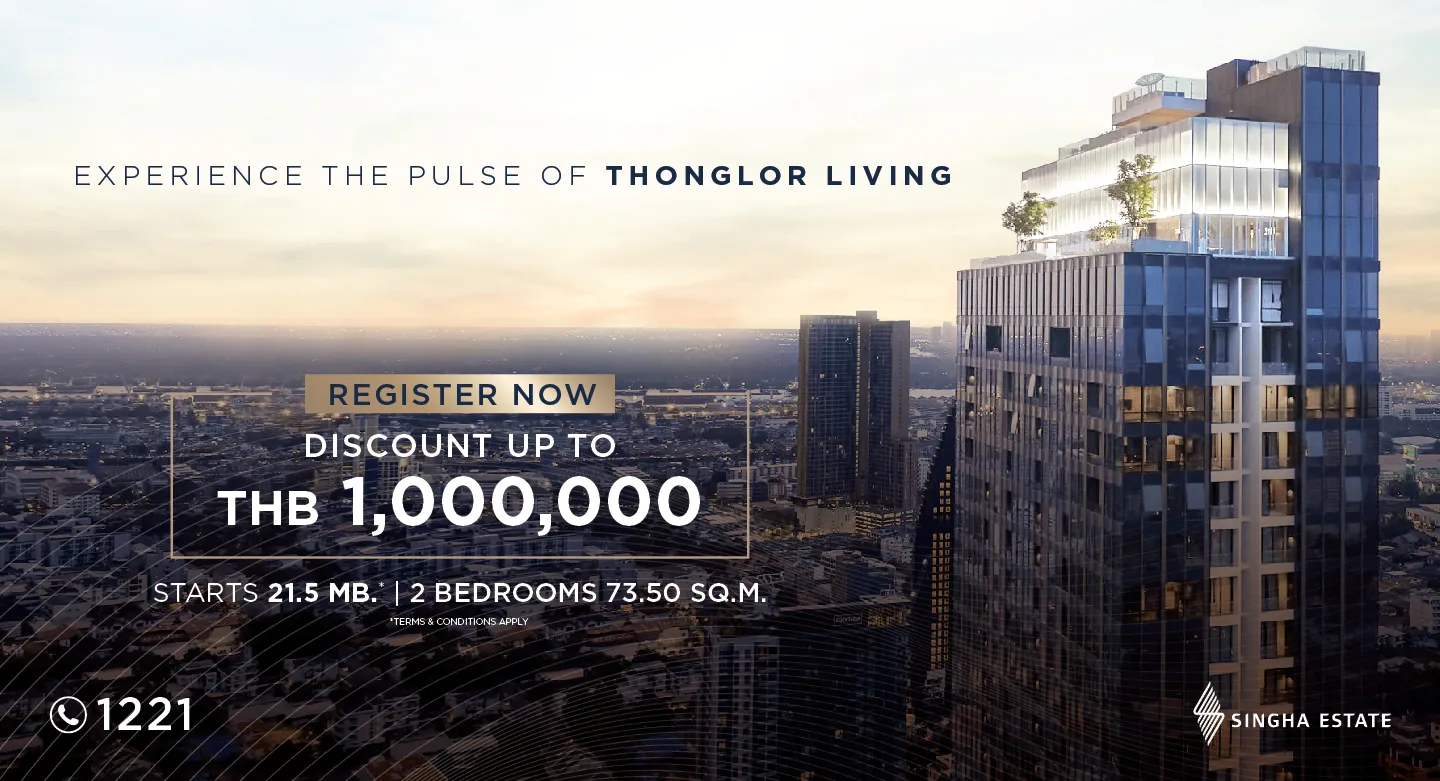 EXPERIENCE THE PULSE OF THONGLOR LIVING
REGISTER NOW
DISCOUNT UP TO
THB 1,000,000
STARTS 21.5 MB.* | 2 BEDROOMS 73.50 SQ.M.
*TERMS & CONDITIONS APPLY
1221
SINGHA ESTATE